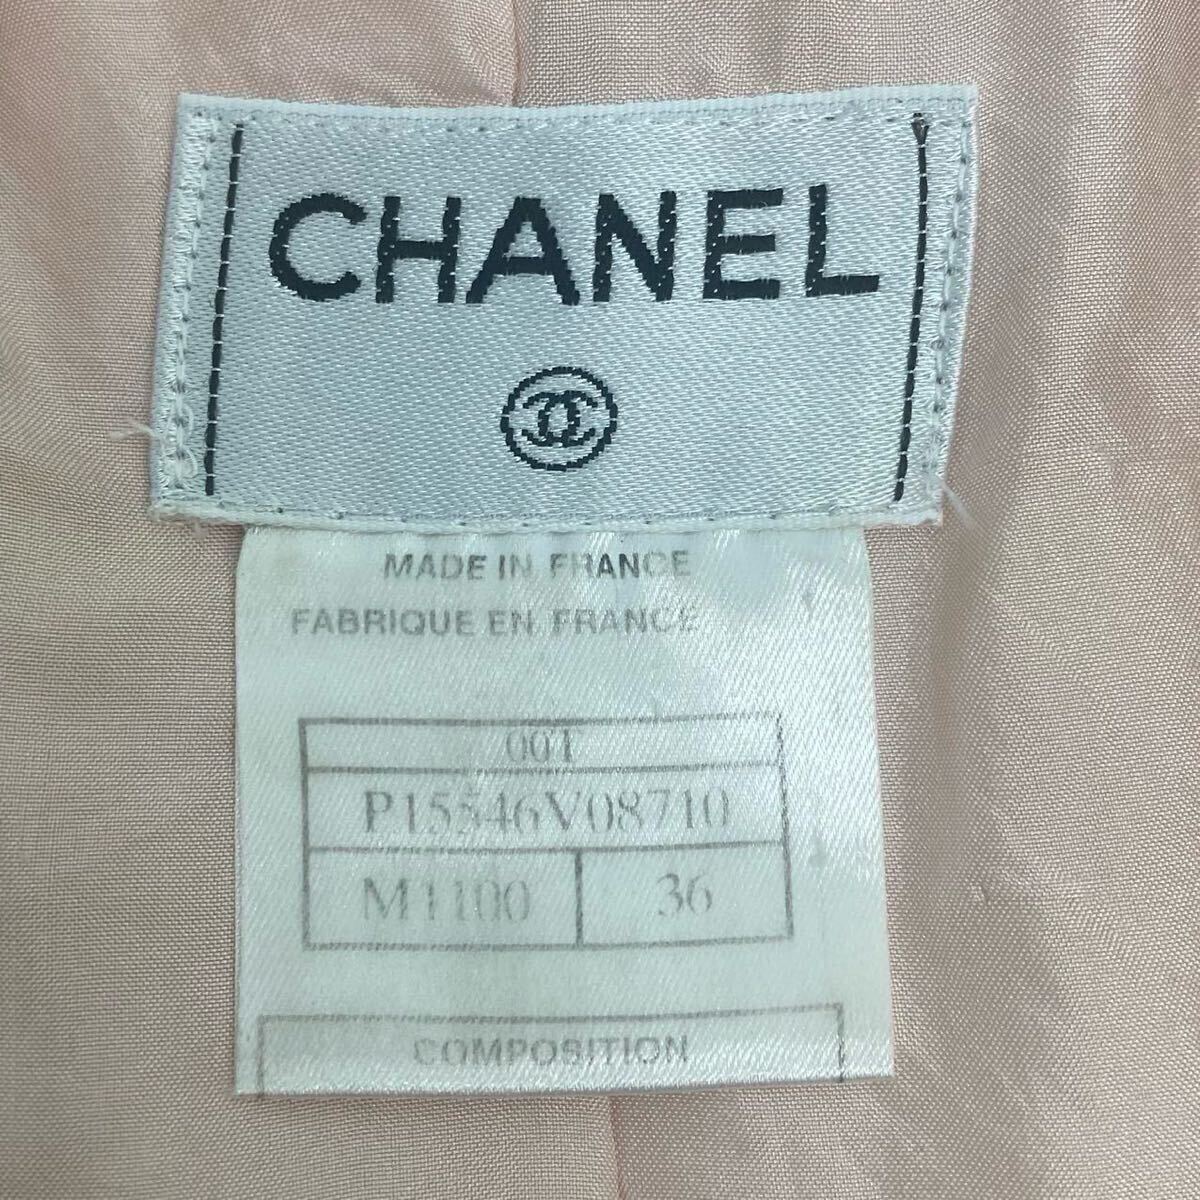 CHANEL
MADE IN FRANCE
FABRIQUE EN FRANCE
00T
P15546V08710
M1100 36
COMPOSITION